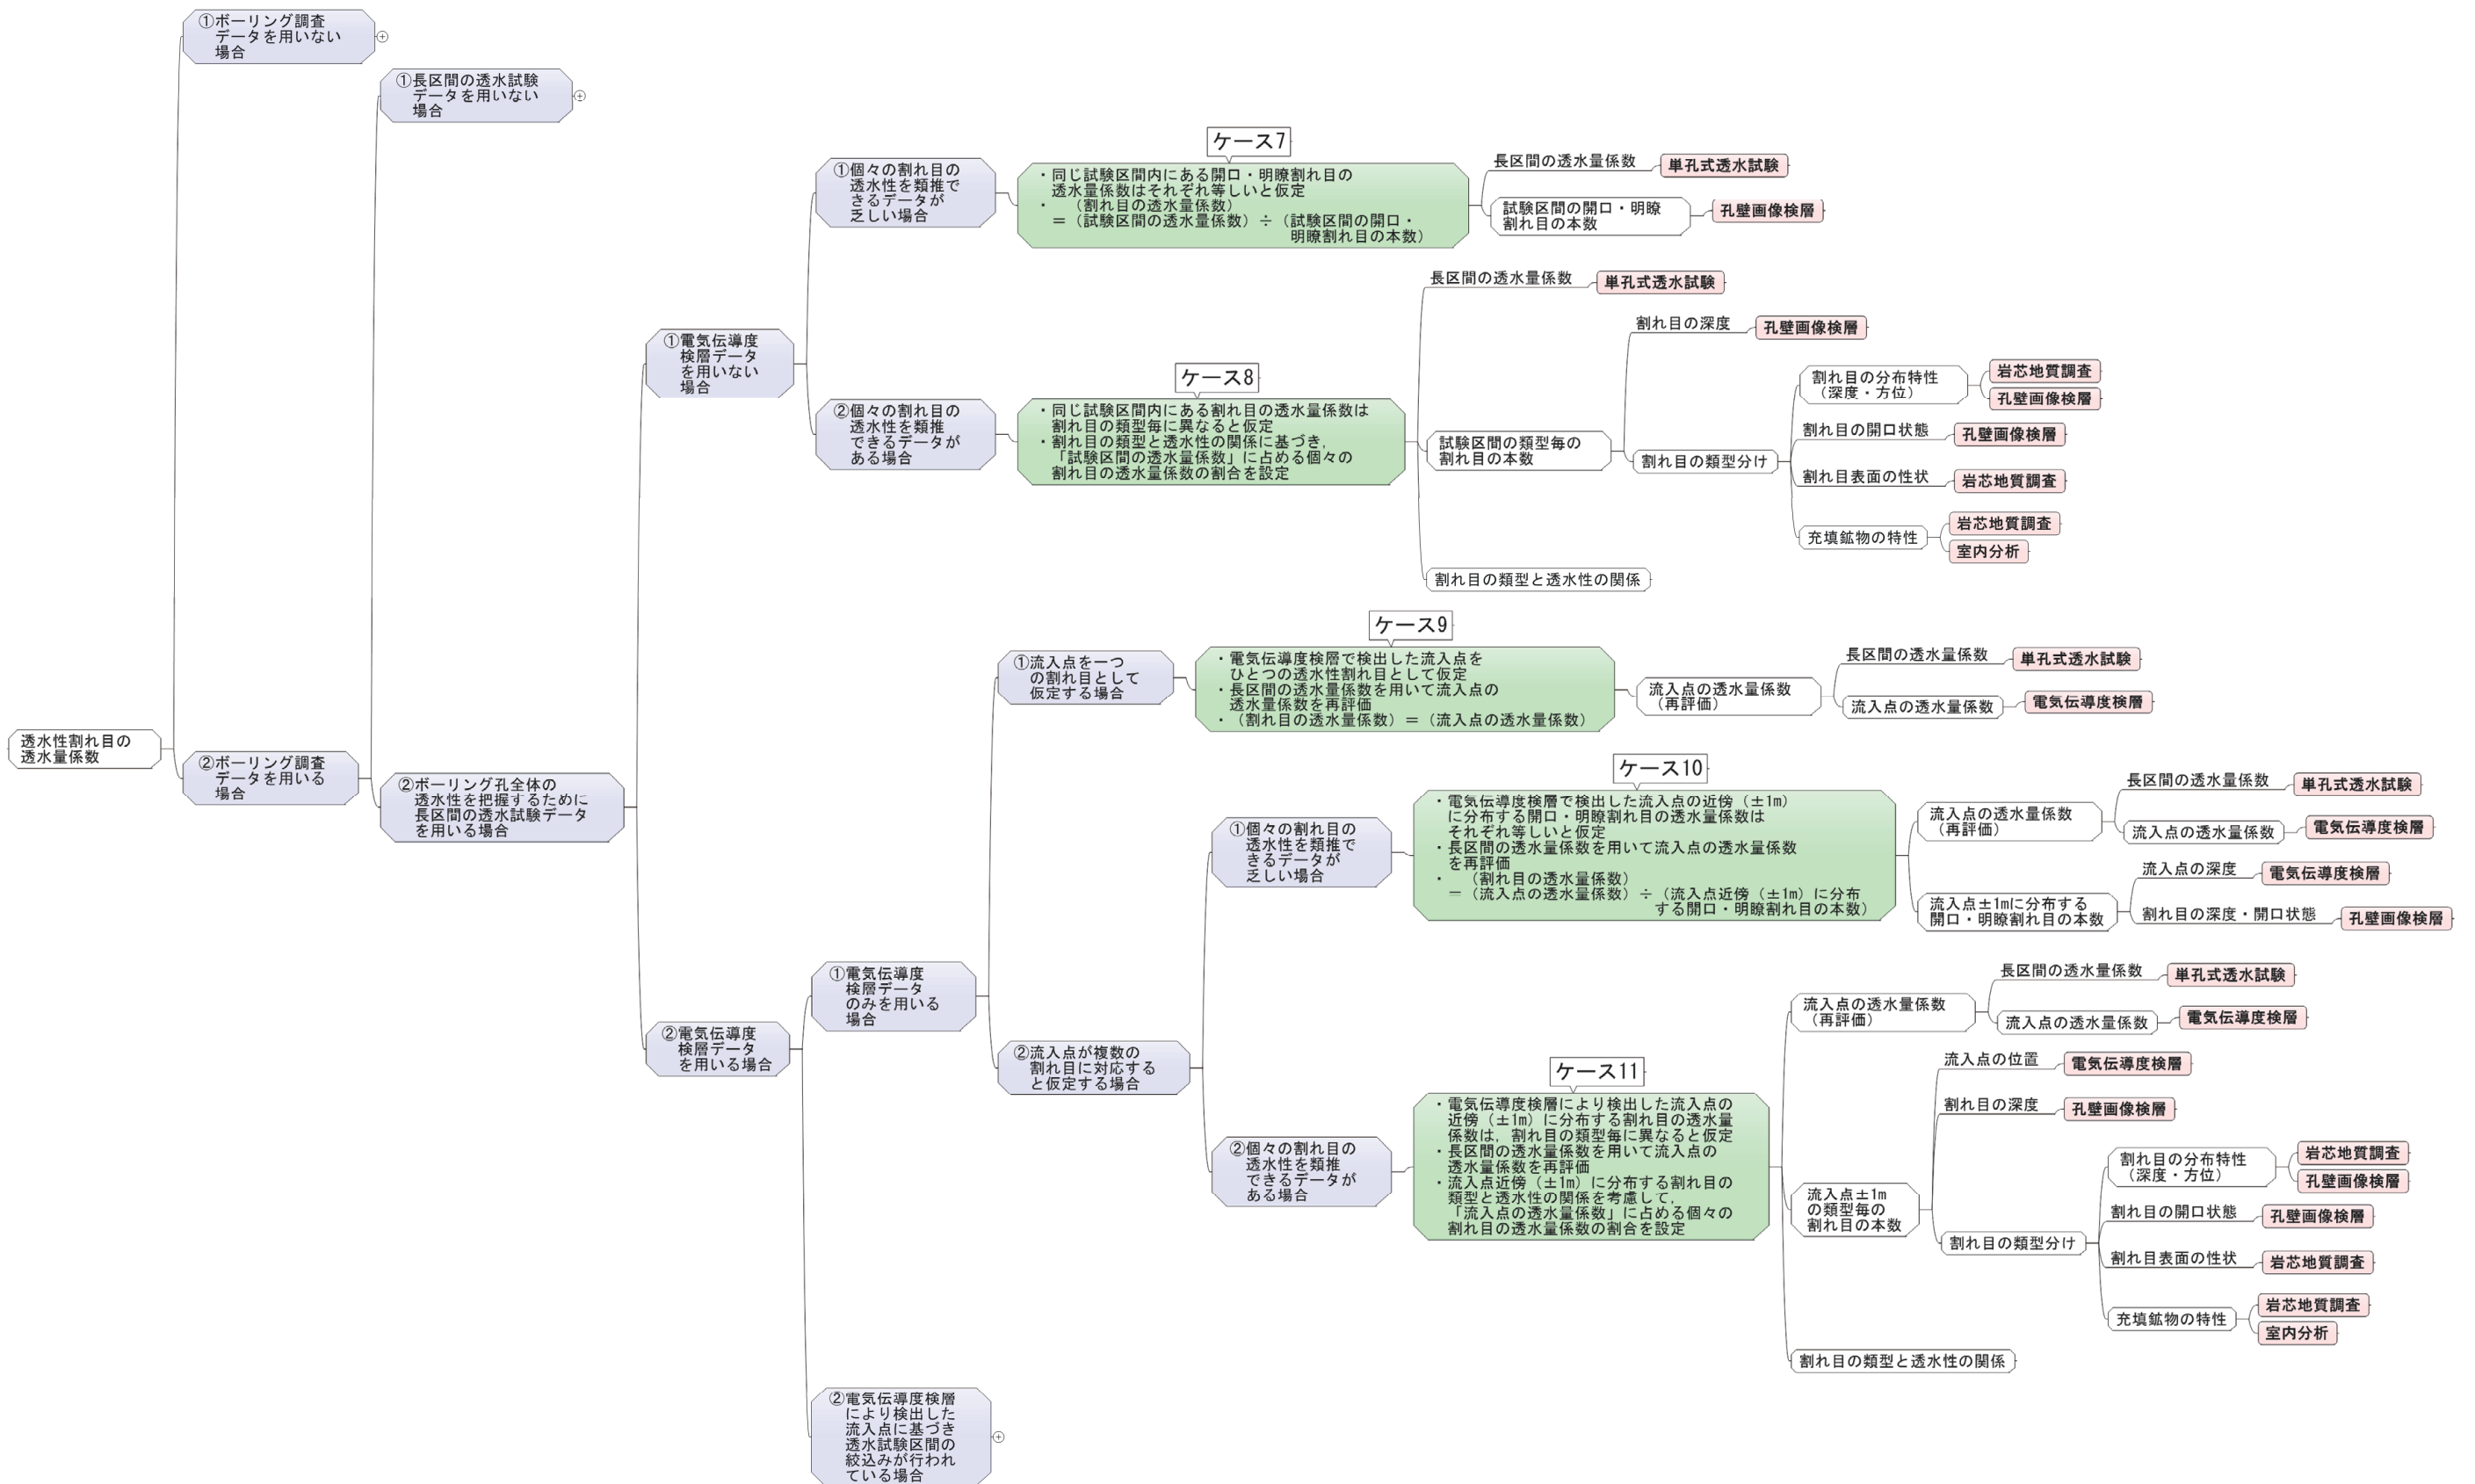 ①ボーリング調査
データを用いない
場合
①長区間の透水試験
データを用いない
場合
ケース7
①個々の割れ目の
透水性を類推で
きるデータが
乏しい場合
・同じ試験区間内にある開口・明瞭割れ目の
透水量係数はそれぞれ等しいと仮定
・　（割れ目の透水量係数）
＝（試験区間の透水量係数）÷（試験区間の開口・
明瞭割れ目の本数）
長区間の透水量係数
単孔式透水試験
試験区間の開口・明瞭
割れ目の本数
孔壁画像検層
①電気伝導度
検層データ
を用いない
場合
ケース8
②個々の割れ目の
透水性を類推
できるデータが
ある場合
・同じ試験区間内にある割れ目の透水量係数は
割れ目の類型毎に異なると仮定
・割れ目の類型と透水性の関係に基づき，
「試験区間の透水量係数」に占める個々の
割れ目の透水量係数の割合を設定
長区間の透水量係数
単孔式透水試験
試験区間の類型毎の
割れ目の本数
割れ目の深度
孔壁画像検層
割れ目の類型分け
割れ目の分布特性
（深度・方位）
岩芯地質調査
孔壁画像検層
割れ目の開口状態
孔壁画像検層
割れ目表面の性状
岩芯地質調査
充填鉱物の特性
岩芯地質調査
室内分析
割れ目の類型と透水性の関係
ケース9
①流入点を一つ
の割れ目として
仮定する場合
・電気伝導度検層で検出した流入点を
ひとつの透水性割れ目として仮定
・長区間の透水量係数を用いて流入点の
透水量係数を再評価
・（割れ目の透水量係数）＝（流入点の透水量係数）
流入点の透水量係数
（再評価）
長区間の透水量係数
単孔式透水試験
流入点の透水量係数
電気伝導度検層
透水性割れ目の
透水量係数
②ボーリング調査
データを用いる
場合
②ボーリング孔全体の
透水性を把握するために
長区間の透水試験データ
を用いる場合
ケース10
①個々の割れ目の
透水性を類推で
きるデータが
乏しい場合
・電気伝導度検層で検出した流入点の近傍（±1m）
に分布する開口・明瞭割れ目の透水量係数は
それぞれ等しいと仮定
・長区間の透水量係数を用いて流入点の透水量係数
を再評価
・　（割れ目の透水量係数）
＝（流入点の透水量係数）÷（流入点近傍（±1m）に分布
する開口・明瞭割れ目の本数）
流入点の透水量係数
（再評価）
長区間の透水量係数
単孔式透水試験
流入点の透水量係数
電気伝導度検層
流入点±1mに分布する
開口・明瞭割れ目の本数
流入点の深度
電気伝導度検層
割れ目の深度・開口状態
孔壁画像検層
①電気伝導度
検層データ
のみを用いる
場合
②電気伝導度
検層データ
を用いる場合
②流入点が複数の
割れ目に対応する
と仮定する場合
ケース11
②個々の割れ目の
透水性を類推
できるデータが
ある場合
・電気伝導度検層により検出した流入点の
近傍（±1m）に分布する割れ目の透水量
係数は，割れ目の類型毎に異なると仮定
・長区間の透水量係数を用いて流入点の
透水量係数を再評価
・流入点近傍（±1m）に分布する割れ目の
類型と透水性の関係を考慮して，
「流入点の透水量係数」に占める個々の
割れ目の透水量係数の割合を設定
流入点の透水量係数
（再評価）
長区間の透水量係数
単孔式透水試験
流入点の透水量係数
電気伝導度検層
流入点±1m
の類型毎の
割れ目の本数
流入点の位置
電気伝導度検層
割れ目の深度
孔壁画像検層
割れ目の類型分け
割れ目の分布特性
（深度・方位）
岩芯地質調査
孔壁画像検層
割れ目の開口状態
孔壁画像検層
割れ目表面の性状
岩芯地質調査
充填鉱物の特性
岩芯地質調査
室内分析
割れ目の類型と透水性の関係
②電気伝導度検層
により検出した
流入点に基づき
透水試験区間の
絞込みが行われ
ている場合